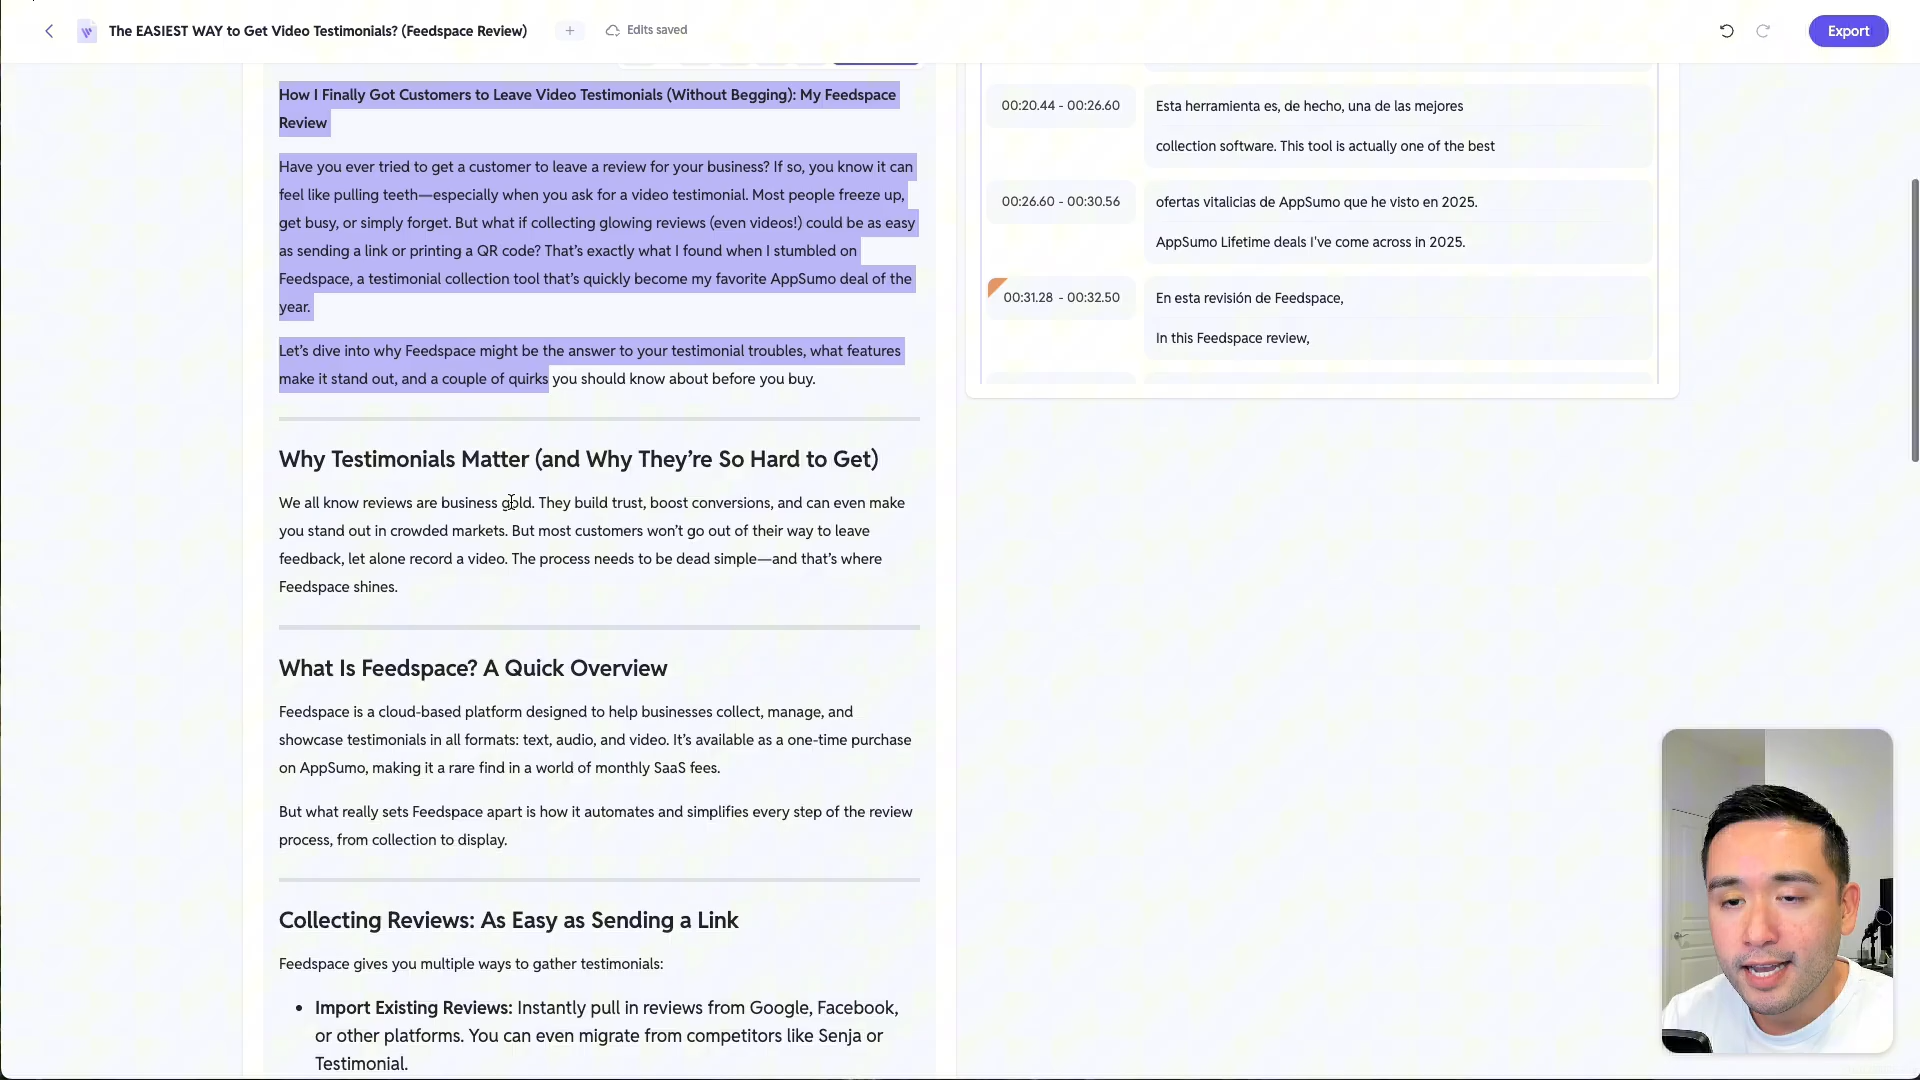 The EASIEST WAY to Get Video Testimonials? (Feedspace Review)
+
Edits saved
Export
How I Finally Got Customers to Leave Video Testimonials (Without Begging): My Feedspace
Review
Have you ever tried to get a customer to leave a review for your business? If so, you know it can
feel like pulling teeth—especially when you ask for a video testimonial. Most people freeze up,
get busy, or simply forget. But what if collecting glowing reviews (even videos!) could be as easy
as sending a link or printing a QR code? That’s exactly what I found when I stumbled on
Feedspace, a testimonial collection tool that’s quickly become my favorite AppSumo deal of the
year.
Let’s dive into why Feedspace might be the answer to your testimonial troubles, what features
make it stand out, and a couple of quirks you should know about before you buy.
Why Testimonials Matter (and Why They’re So Hard to Get)
We all know reviews are business gold. They build trust, boost conversions, and can even make
you stand out in crowded markets. But most customers won’t go out of their way to leave
feedback, let alone record a video. The process needs to be dead simple—and that’s where
Feedspace shines.
What Is Feedspace? A Quick Overview
Feedspace is a cloud-based platform designed to help businesses collect, manage, and
showcase testimonials in all formats: text, audio, and video. It’s available as a one-time purchase
on AppSumo, making it a rare find in a world of monthly SaaS fees.
But what really sets Feedspace apart is how it automates and simplifies every step of the review
process, from collection to display.
Collecting Reviews: As Easy as Sending a Link
Feedspace gives you multiple ways to gather testimonials:
• Import Existing Reviews: Instantly pull in reviews from Google, Facebook,
or other platforms. You can even migrate from competitors like Senja or
Testimonial.
00:20.44 - 00:26.60
Esta herramienta es, de hecho, una de las mejores
collection software. This tool is actually one of the best
00:26.60 - 00:30.56
ofertas vitalicias de AppSumo que he visto en 2025.
AppSumo Lifetime deals I've come across in 2025.
00:31.28 - 00:32.50
En esta revisión de Feedspace,
In this Feedspace review,